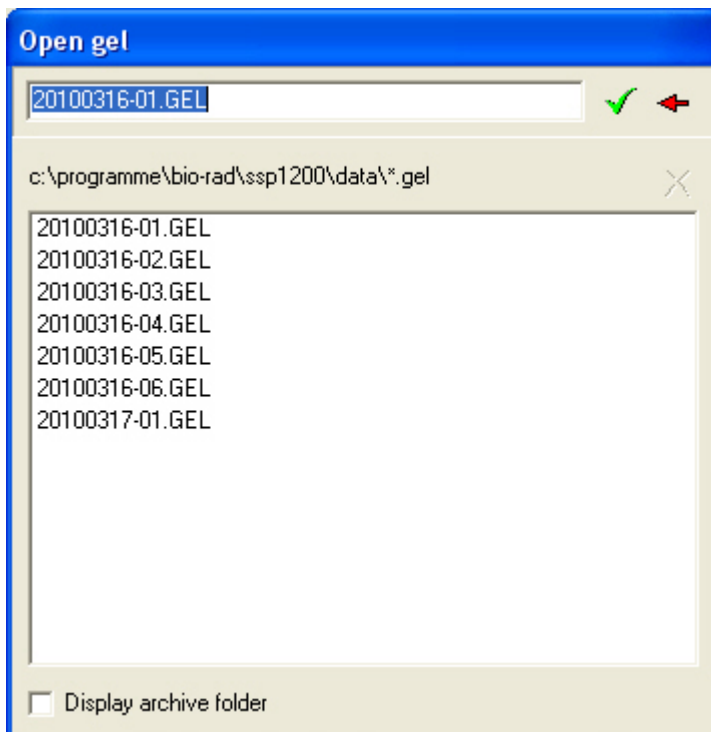 Open gel
20100316-01.GEL
c:\programme\bio-rad\ssp1200\data\*.gel
20100316-01.GEL
20100316-02.GEL
20100316-03.GEL
20100316-04.GEL
20100316-05.GEL
20100316-06.GEL
20100317-01.GEL
Display archive folder